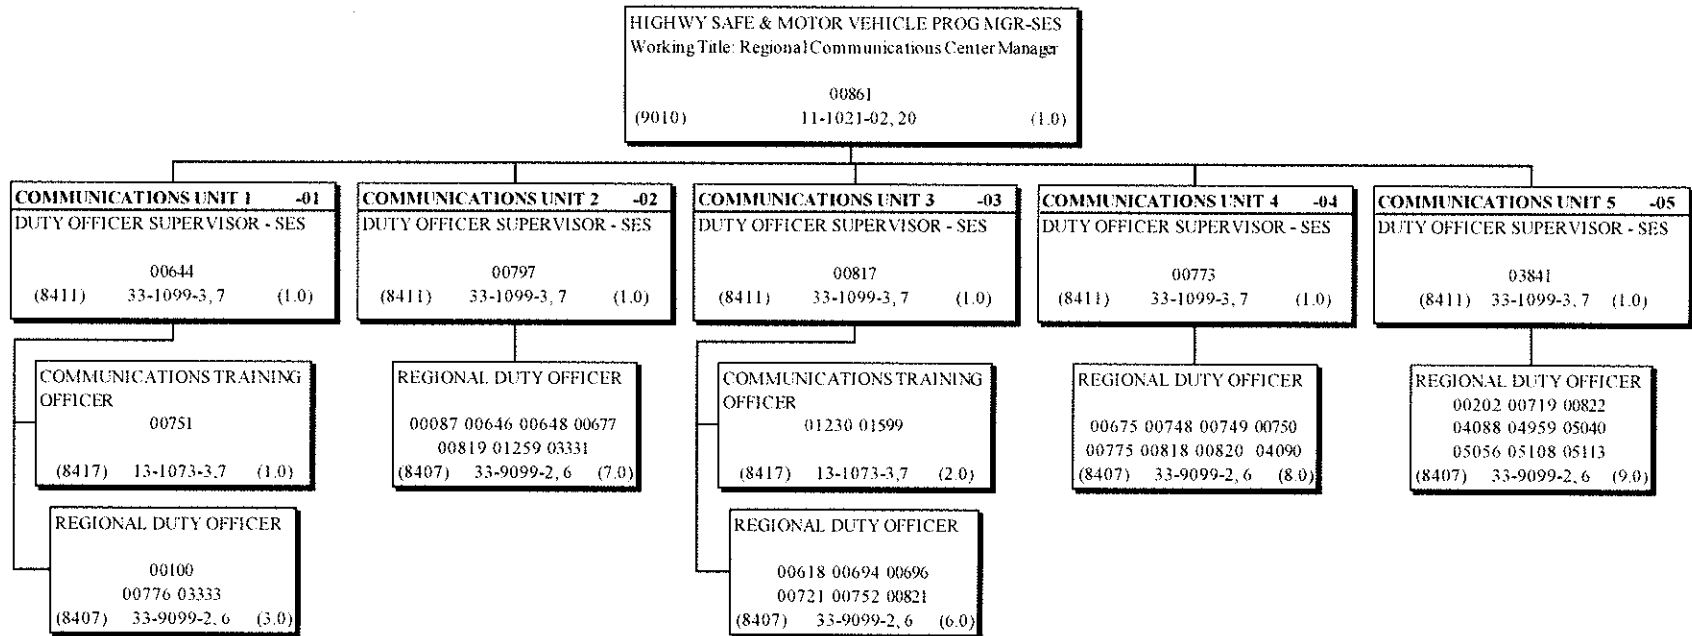 HIGHWY SAFE & MOTOR VEHICLE PROG MGR-SES
Working Title: Regional Communications Center Manager
00861
(9010) 11-1021-02, 20 (1.0)
COMMUNICATIONS UNIT 1 -01
DUTY OFFICER SUPERVISOR - SES
00644
(8411) 33-1099-3, 7 (1.0)
COMMUNICATIONS TRAINING
OFFICER
00751
(8417) 13-1073-3,7 (1.0)
REGIONAL DUTY OFFICER
00100
00776 03333
(8407) 33-9099-2, 6 (3.0)
COMMUNICATIONS UNIT 2 -02
DUTY OFFICER SUPERVISOR - SES
00797
(8411) 33-1099-3, 7 (1.0)
REGIONAL DUTY OFFICER
00087 00646 00648 00677
00819 01259 03331
(8407) 33-9099-2, 6 (7.0)
COMMUNICATIONS UNIT 3 -03
DUTY OFFICER SUPERVISOR - SES
00817
(8411) 33-1099-3, 7 (1.0)
COMMUNICATIONS TRAINING
OFFICER
01230 01599
(8417) 13-1073-3,7 (2.0)
REGIONAL DUTY OFFICER
00618 00694 00696
00721 00752 00821
(8407) 33-9099-2, 6 (6.0)
COMMUNICATIONS UNIT 4 -04
DUTY OFFICER SUPERVISOR - SES
00773
(8411) 33-1099-3, 7 (1.0)
REGIONAL DUTY OFFICER
00675 00748 00749 00750
00775 00818 00820 04090
(8407) 33-9099-2, 6 (8.0)
COMMUNICATIONS UNIT 5 -05
DUTY OFFICER SUPERVISOR - SES
03841
(8411) 33-1099-3, 7 (1.0)
REGIONAL DUTY OFFICER
00202 00719 00822
04088 04959 05040
05056 05108 05113
(8407) 33-9099-2, 6 (9.0)